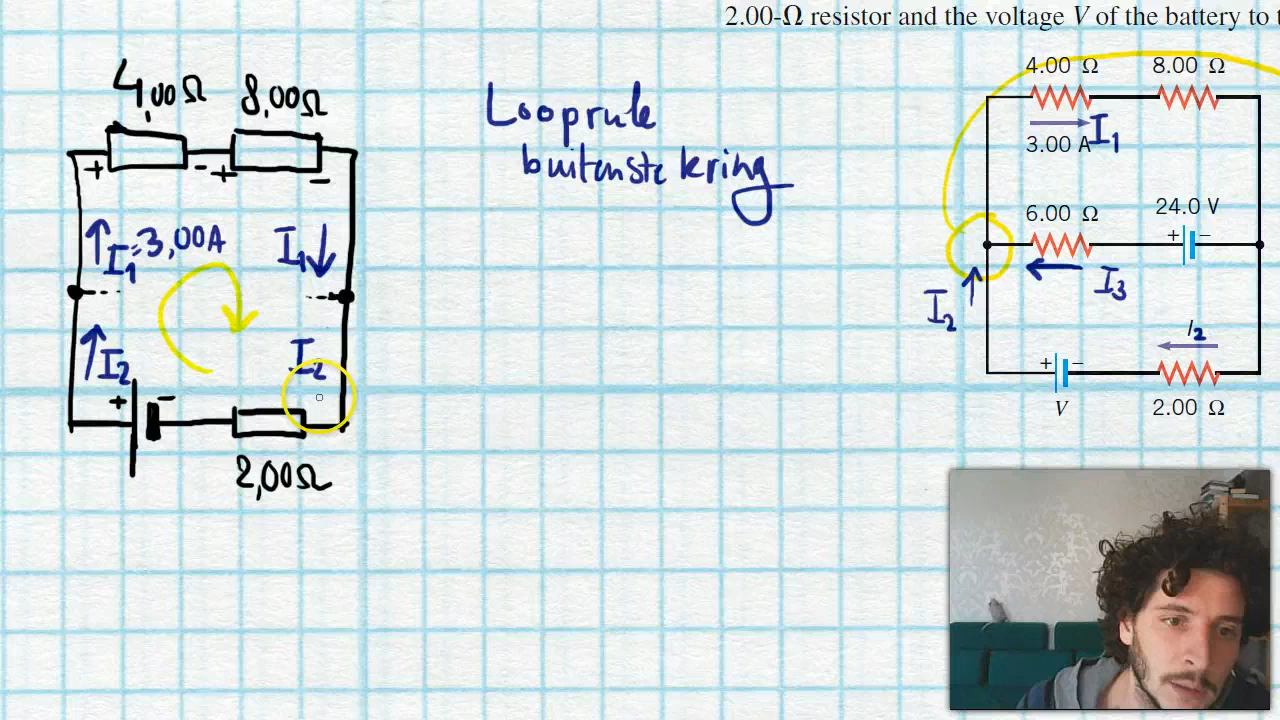 2.00-Ω resistor and the voltage V of the battery to
4,00Ω 8,00Ω
+ - + -
I₁=3,00A I₁
I₂ I₂
+ -
2,00Ω
Looprule
buitenste kring
4.00 Ω 8.00 Ω
3.00 A I₁
6.00 Ω 24.0 V
+ -
I₂ I₃
I₂
+ -
V 2.00 Ω